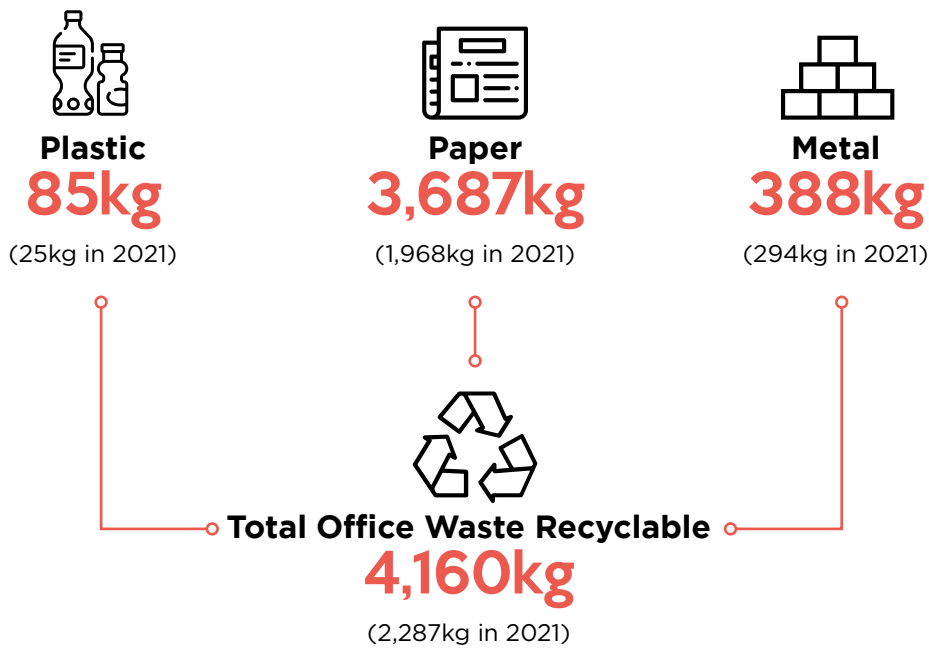 Plastic
85kg
(25kg in 2021)
Paper
3,687kg
(1,968kg in 2021)
Metal
388kg
(294kg in 2021)
Total Office Waste Recyclable
4,160kg
(2,287kg in 2021)